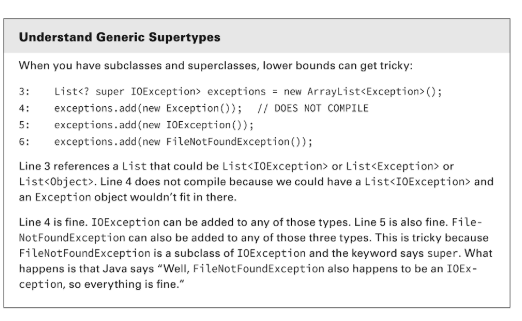 Understand Generic Supertypes
When you have subclasses and superclasses, lower bounds can get tricky:
3: List<? super IOException> exceptions = new ArrayList<Exception>();
4: exceptions.add(new Exception()); // DOES NOT COMPILE
5: exceptions.add(new IOException());
6: exceptions.add(new FileNotFoundException());
Line 3 references a List that could be List<IOException> or List<Exception> or
List<Object>. Line 4 does not compile because we could have a List<IOException> and
an Exception object wouldn't fit in there.
Line 4 is fine. IOException can be added to any of those types. Line 5 is also fine. File-
NotFoundException can also be added to any of those three types. This is tricky because
FileNotFoundException is a subclass of IOException and the keyword says super. What
happens is that Java says "Well, FileNotFoundException also happens to be an IOEx-
ception, so everything is fine."